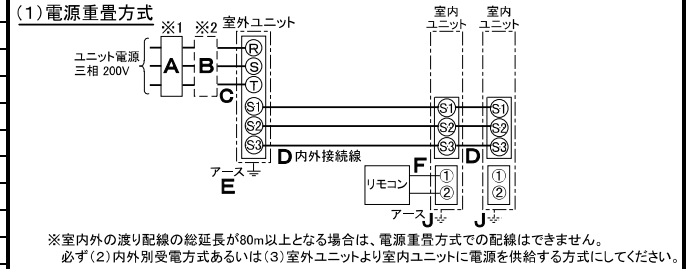 (1)電源重畳方式
※1 ※2 室外ユニット 室内ユニット 室内ユニット
ユニット電源
三相 200V
A B C
R
S
T
S1 S1 S1
S2 S2 S2
S3 S3 S3
D 内外接続線 D
アース
E
F
リモコン ① ①
② ②
アース J J
※室内外の渡り配線の総延長が80m以上となる場合は、電源重畳方式での配線はできません。
必ず(2)内外別受電方式あるいは(3)室外ユニットより室内ユニットに電源を供給する方式にしてください。